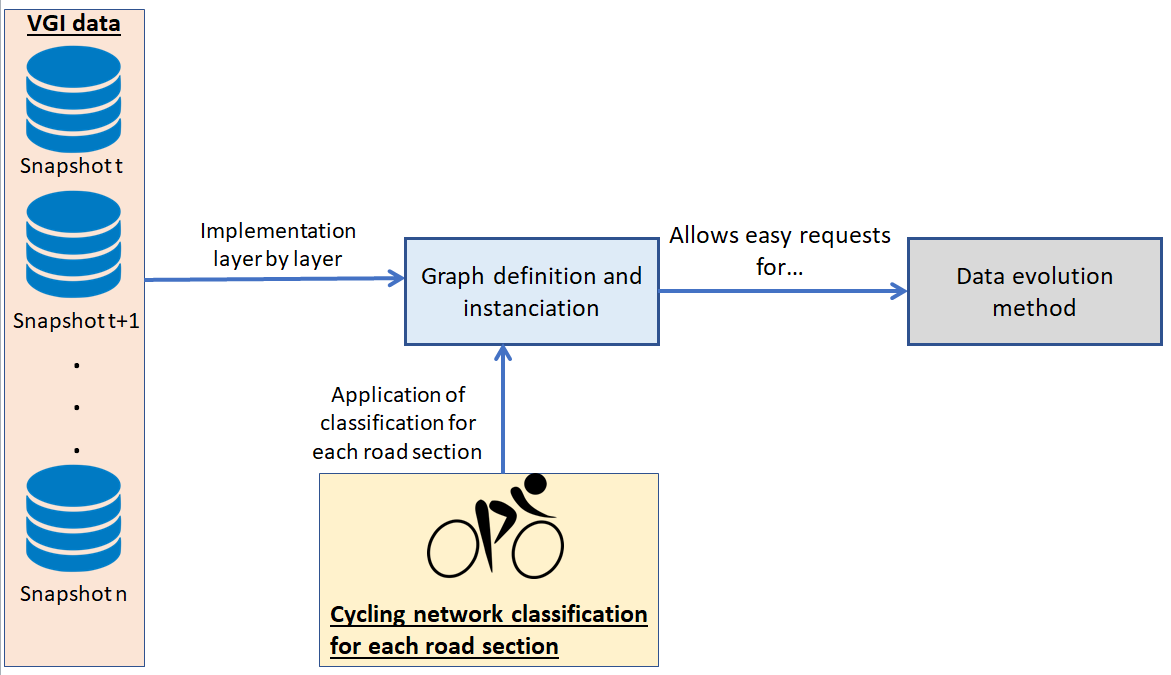 VGI data
Snapshot t
Snapshot t+1
.
.
.
Snapshot n
Implementation
layer by layer
Graph definition and
instanciation
Allows easy requests
for...
Data evolution
method
Application of
classification for
each road section
Cycling network classification
for each road section